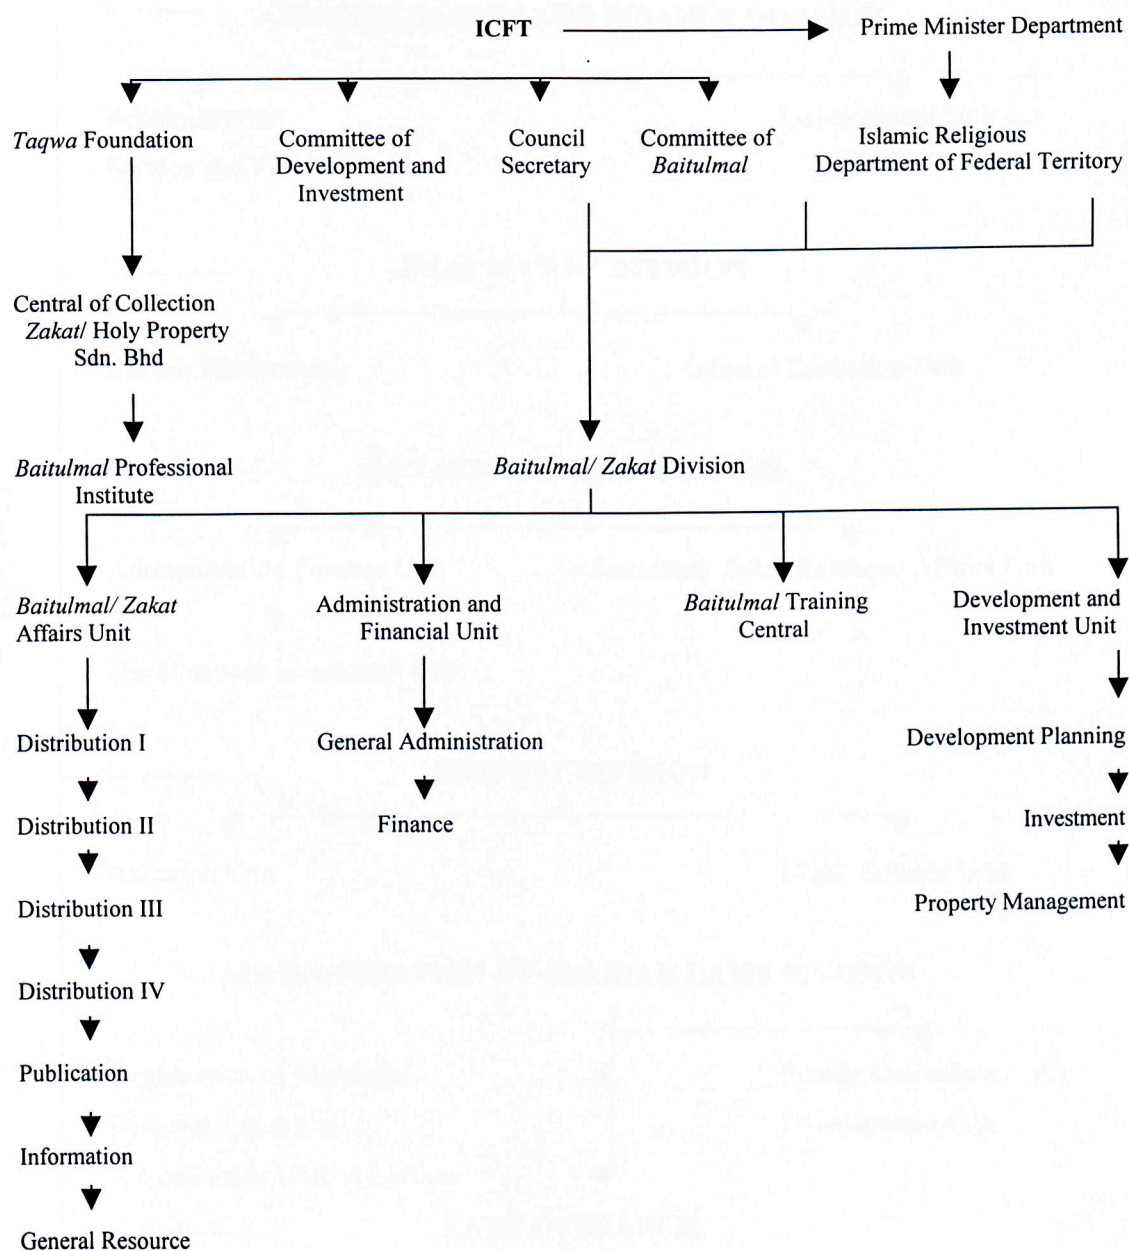 ICFT
Prime Minister Department
Taqwa Foundation
Committee of
Development and
Investment
Council
Secretary
Committee of
Baitulmal
Islamic Religious
Department of Federal Territory
Central of Collection
Zakat/ Holy Property
Sdn. Bhd
Baitulmal Professional
Institute
Baitulmal/ Zakat Division
Baitulmal/ Zakat
Affairs Unit
Administration and
Financial Unit
Baitulmal Training
Central
Development and
Investment Unit
Distribution I
General Administration
Development Planning
Distribution II
Finance
Investment
Distribution III
Property Management
Distribution IV
Publication
Information
General Resource